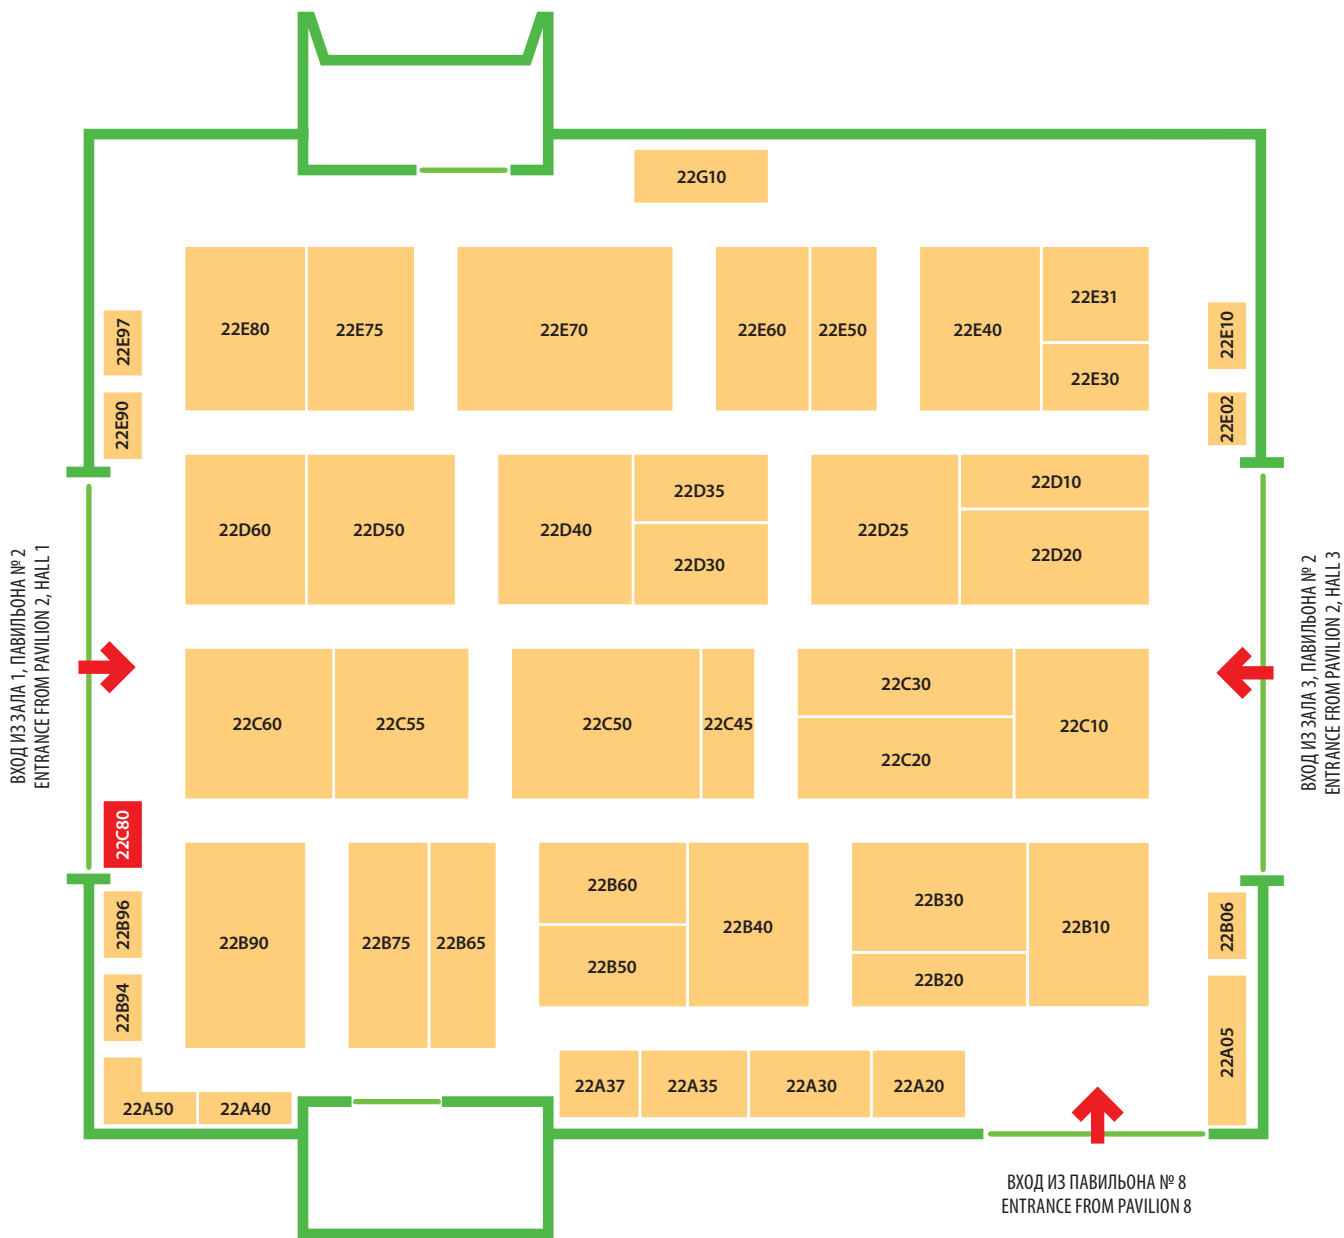 22G10
22E80
22E75
22E70
22E60
22E50
22E40
22E31
22E30
22E97
22E90
22E10
22E02
22D60
22D50
22D40
22D35
22D30
22D25
22D10
22D20
ВХОД ИЗ ЗАЛА 1, ПАВИЛЬОНА № 2
ENTRANCE FROM PAVILION 2, HALL 1
ВХОД ИЗ ЗАЛА 3, ПАВИЛЬОНА № 2
ENTRANCE FROM PAVILION 2, HALL 3
22C60
22C55
22C50
22C45
22C30
22C20
22C10
22C80
22B96
22B94
22B90
22B75
22B65
22B60
22B50
22B40
22B30
22B20
22B10
22B06
22A05
22A50
22A40
22A37
22A35
22A30
22A20
ВХОД ИЗ ПАВИЛЬОНА № 8
ENTRANCE FROM PAVILION 8